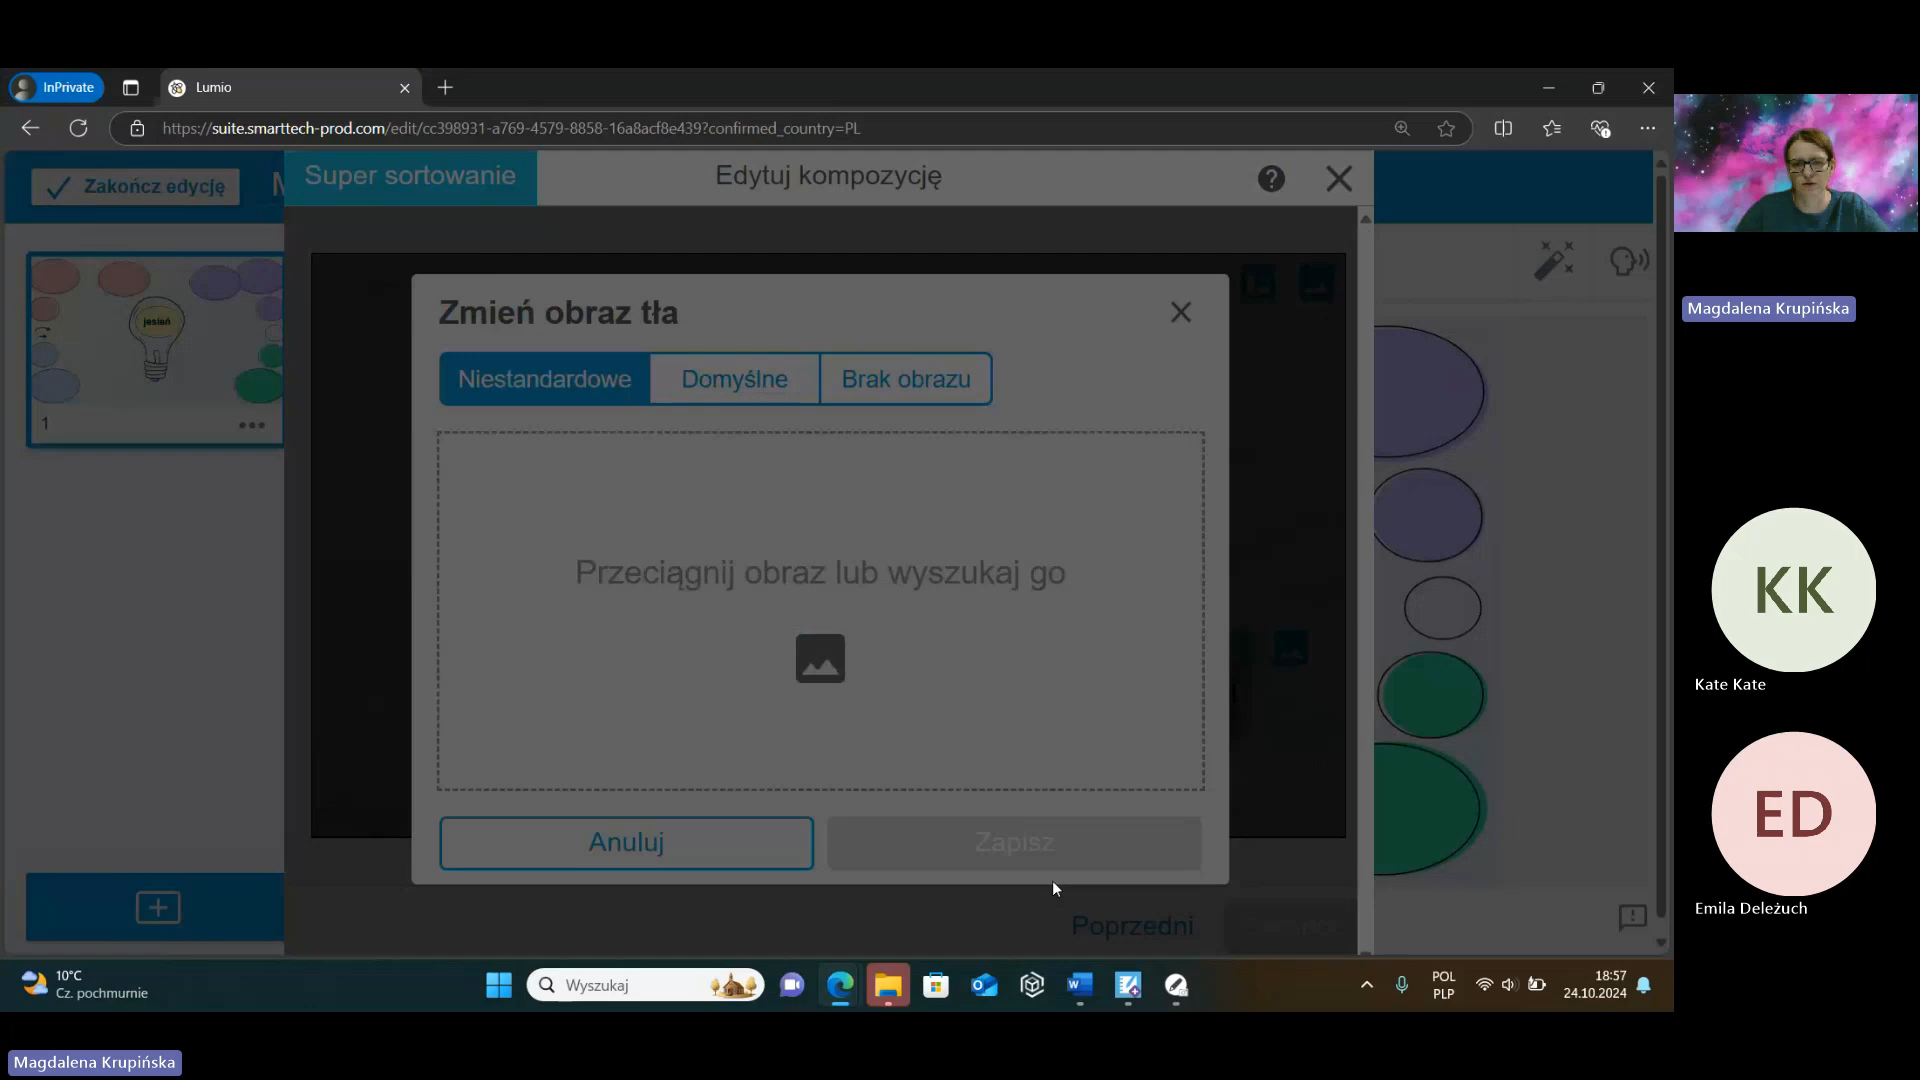 InPrivate
Lumio
https://suite.smarttech-prod.com/edit/cc398931-a769-4579-8858-16a8acf8e439?confirmed_country=PL
Zakończ edycję
Super sortowanie
Edytuj kompozycję
jesień
1
Zmień obraz tła
Niestandardowe
Domyślne
Brak obrazu
Przeciągnij obraz lub wyszukaj go
Anuluj
Zapisz
Poprzedni
Magdalena Krupińska
KK
Kate Kate
ED
Emila Deleżuch
10°C
Cz. pochmurnie
Wyszukaj
POL
PLP
18:57
24.10.2024
Magdalena Krupińska